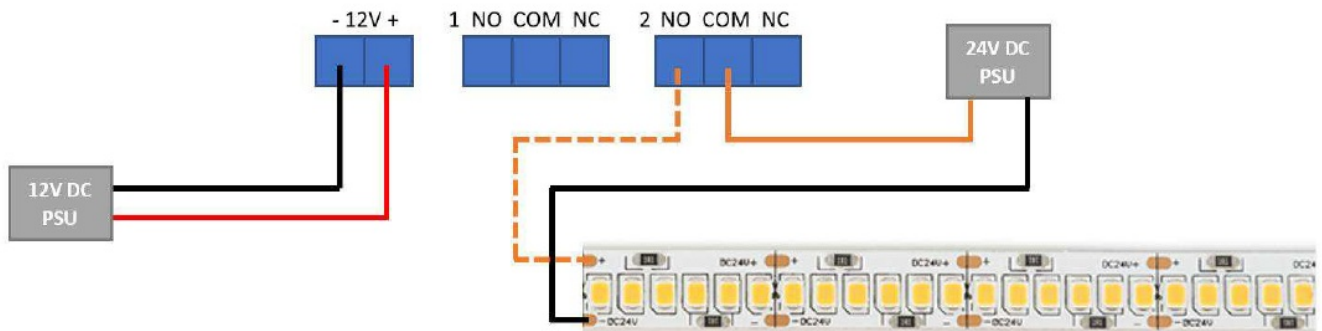 - 12V +
1 NO COM NC
2 NO COM NC
24V DC
PSU
12V DC
PSU
+ DC24V+ + DC24V+ + DC24V+ + DC24V+
-DC24V - -DC24V - -DC24V - -DC24V